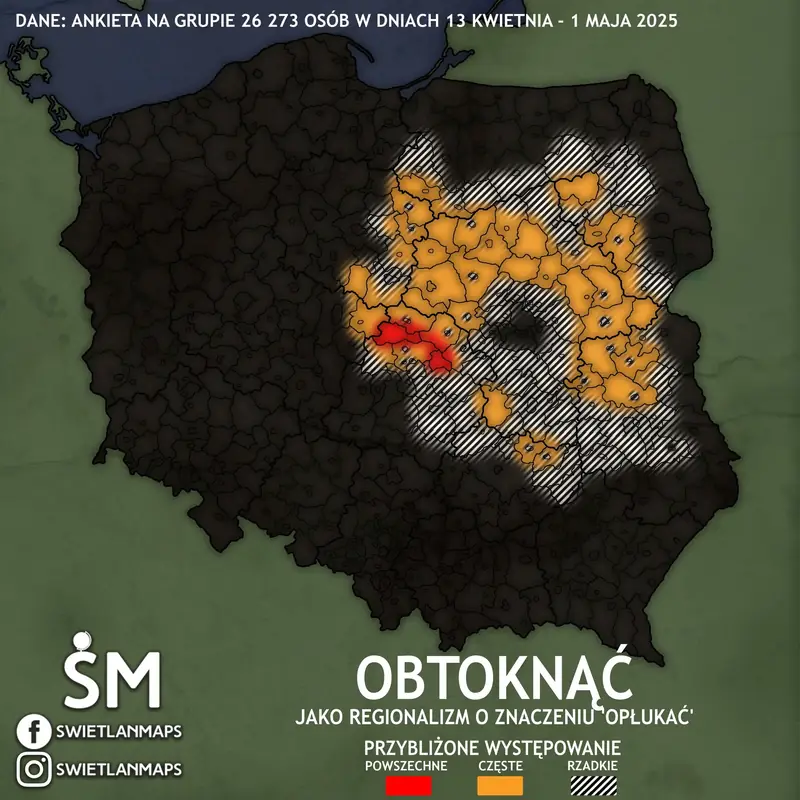 DANE: ANKIETA NA GRUPIE 26 273 OSÓB W DNIACH 13 KWIETNIA - 1 MAJA 2025
ŚM
SWIETLANMAPS
SWIETLANMAPS
OBTOKNĄĆ
JAKO REGIONALIZM O ZNACZENIU 'OPŁUKAĆ'
PRZYBLIŻONE WYSTĘPOWANIE
POWSZECHNE CZĘSTE RZADKIE